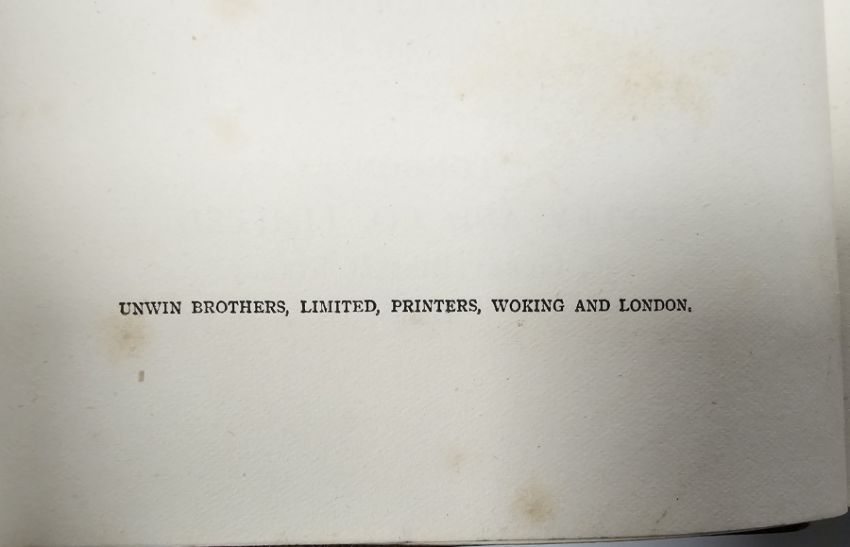 UNWIN BROTHERS, LIMITED, PRINTERS, WOKING AND LONDON.